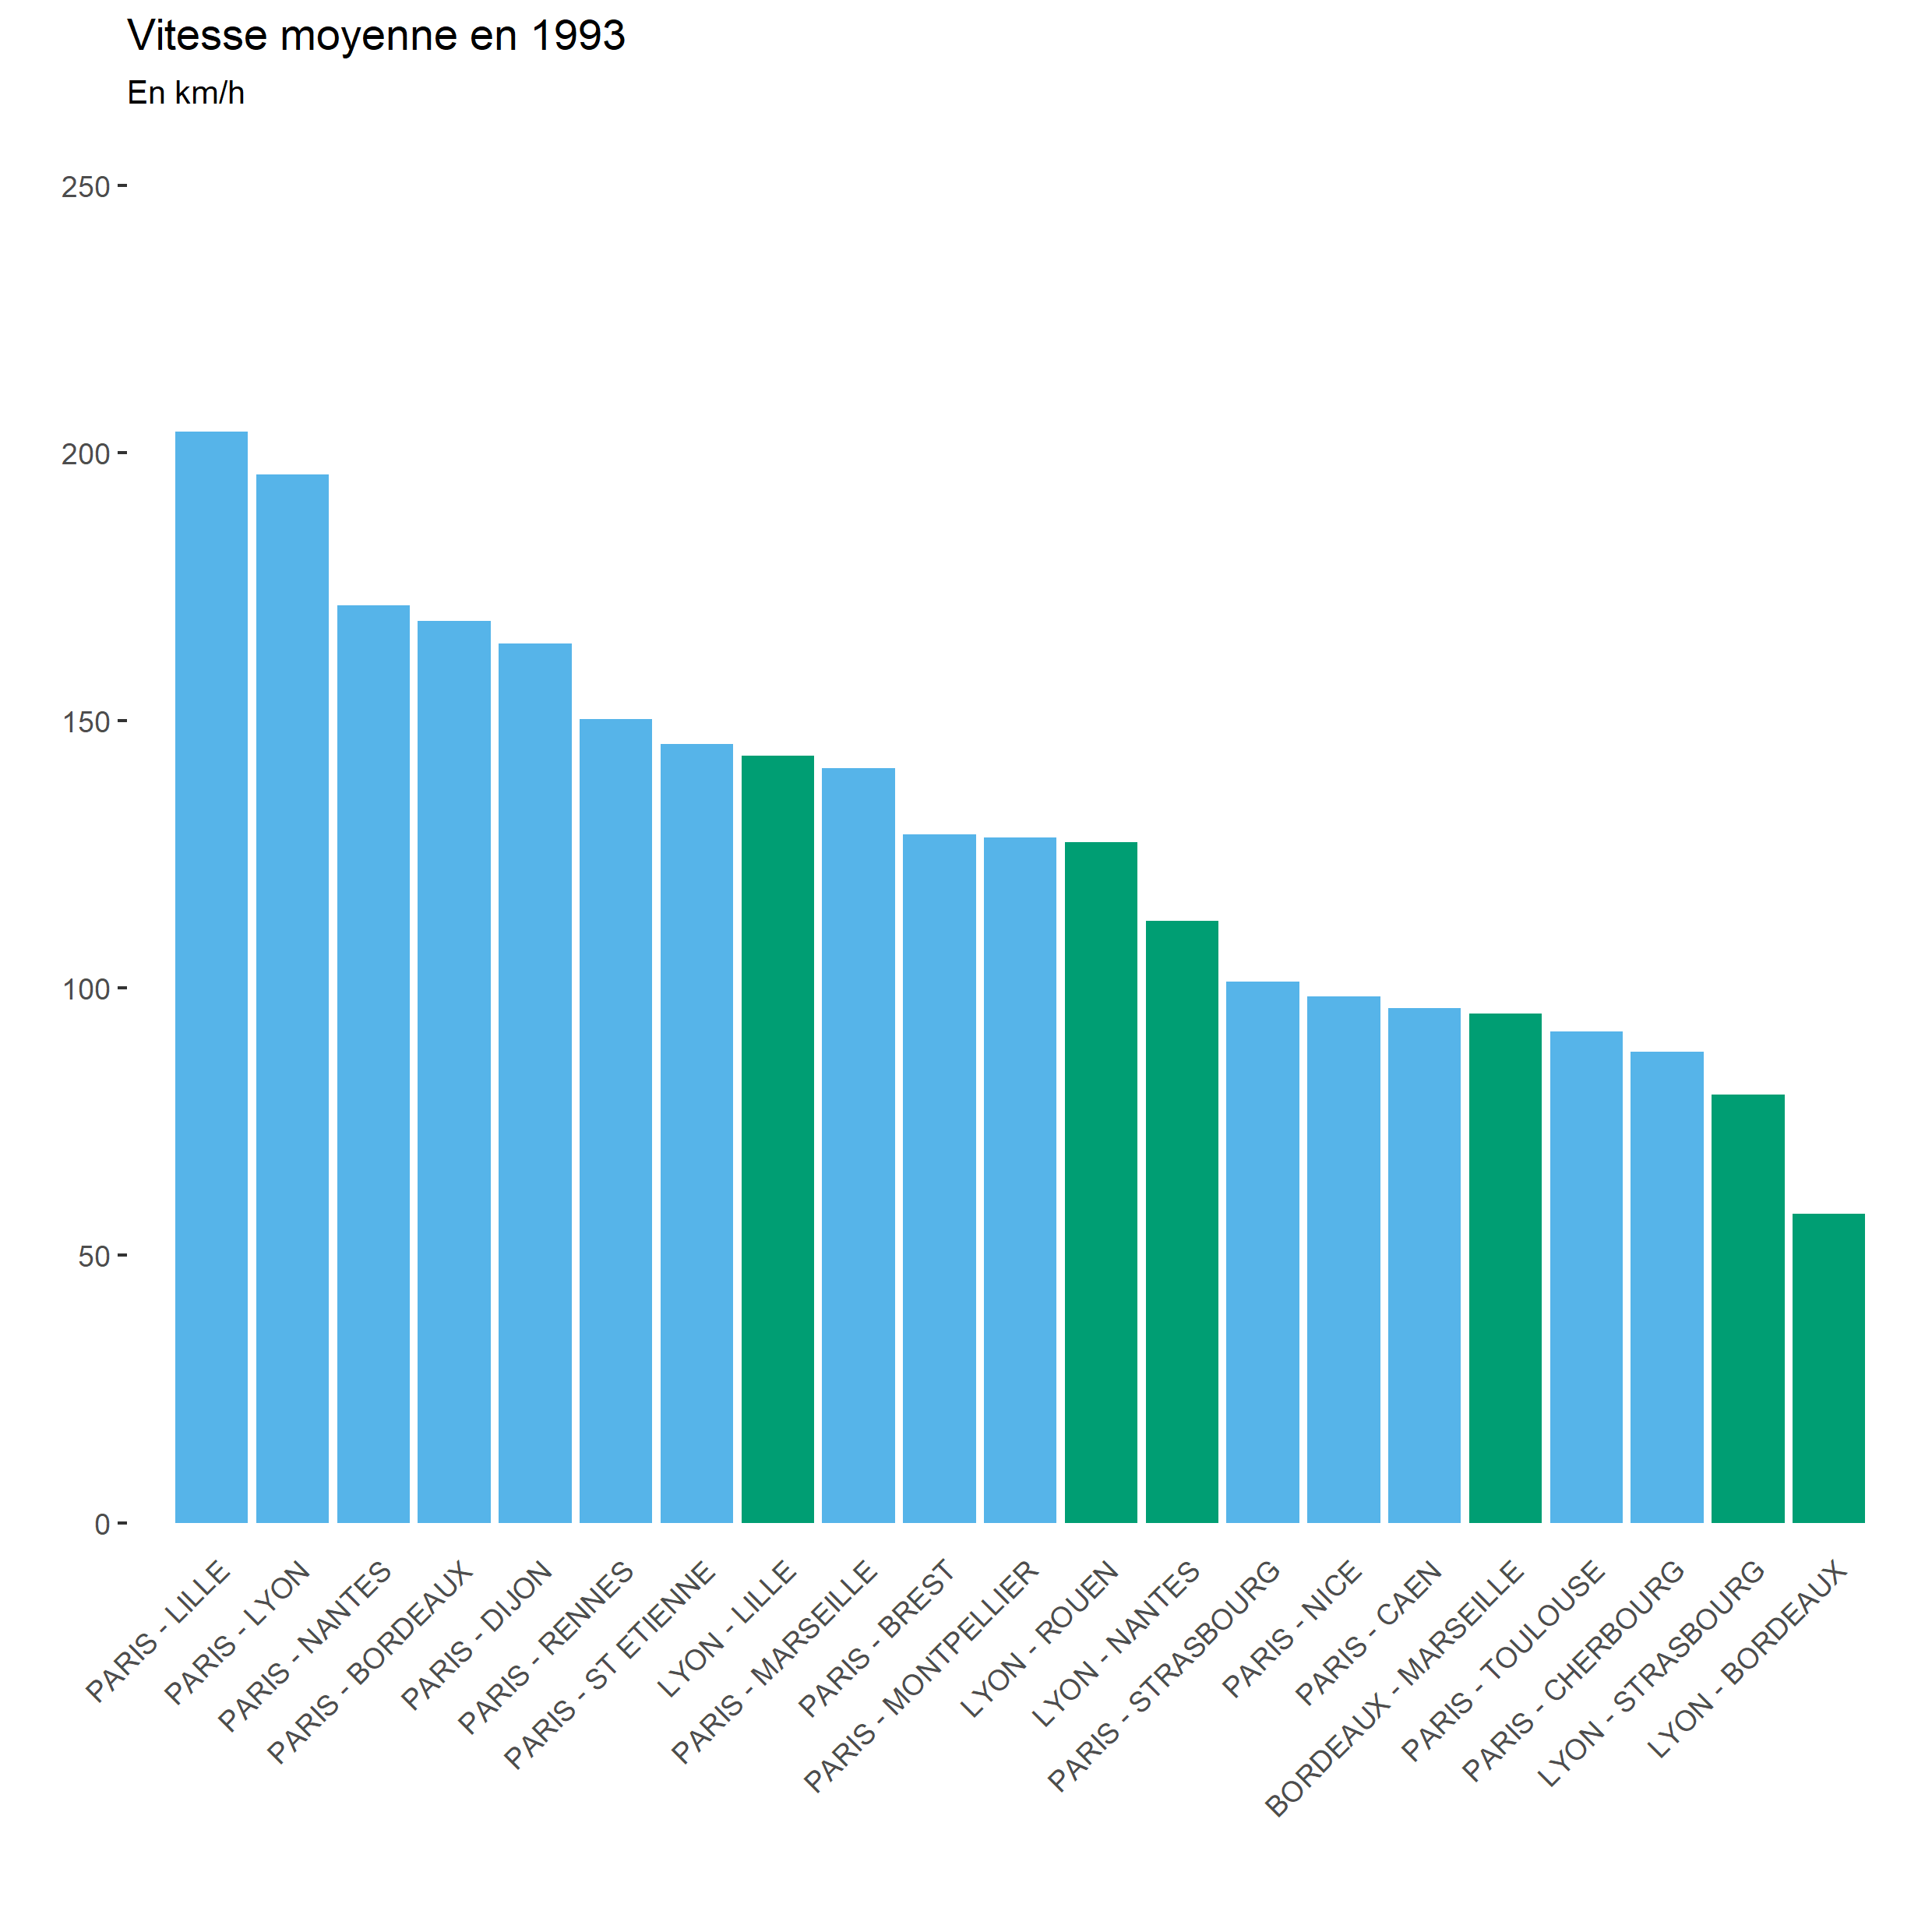 Vitesse moyenne en 1993
En km/h
250
200
150
100
50
0
PARIS - LILLE
PARIS - LYON
PARIS - NANTES
PARIS - BORDEAUX
PARIS - DIJON
PARIS - RENNES
PARIS - ST ETIENNE
LYON - LILLE
PARIS - MARSEILLE
PARIS - BREST
PARIS - MONTPELLIER
LYON - ROUEN
LYON - NANTES
PARIS - STRASBOURG
PARIS - NICE
PARIS - CAEN
BORDEAUX - MARSEILLE
PARIS - TOULOUSE
PARIS - CHERBOURG
LYON - STRASBOURG
LYON - BORDEAUX